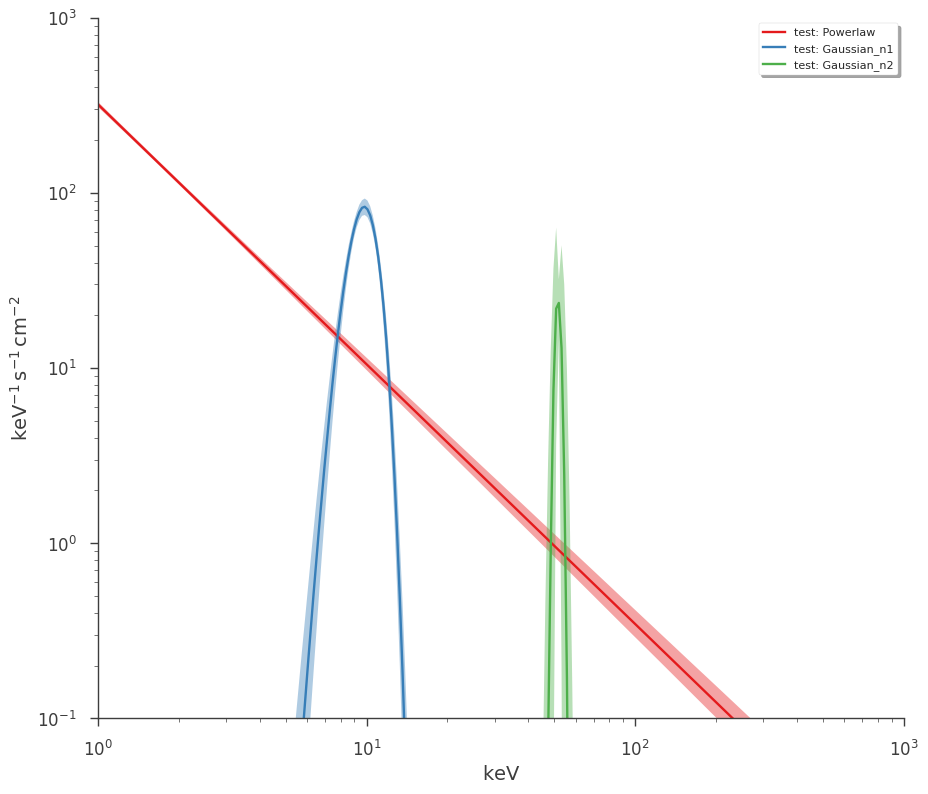 10³
test: Powerlaw
test: Gaussian_n1
test: Gaussian_n2
10²
10¹
10⁰
10⁻¹
keV⁻¹ s⁻¹ cm⁻²
10⁰ 10¹ 10² 10³
keV